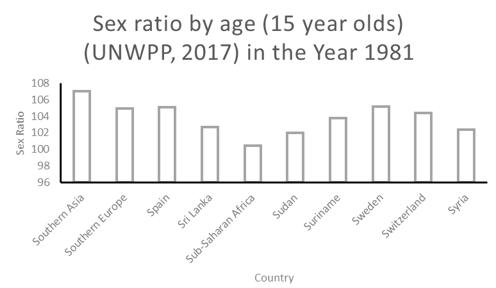 Sex ratio by age (15 year olds)
(UNWPP, 2017) in the Year 1981
Sex Ratio
108
106
104
102
100
98
96
Southern Asia
Southern Europe
Spain
Sri Lanka
Sub-Saharan Africa
Sudan
Suriname
Sweden
Switzerland
Syria
Country